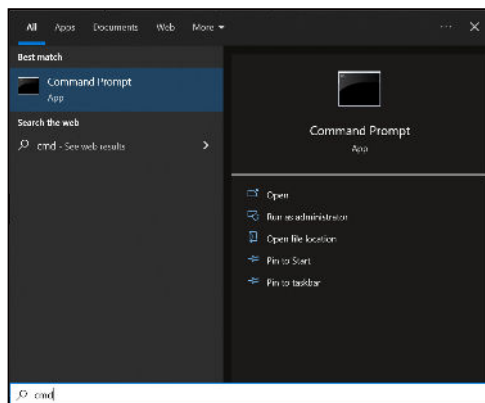 All Apps Documents Web More
Best match
Command Prompt
App
Search the web
cmd - See web results
Command Prompt
App
Open
Run as administrator
Open file location
Pin to Start
Pin to taskbar
cmd